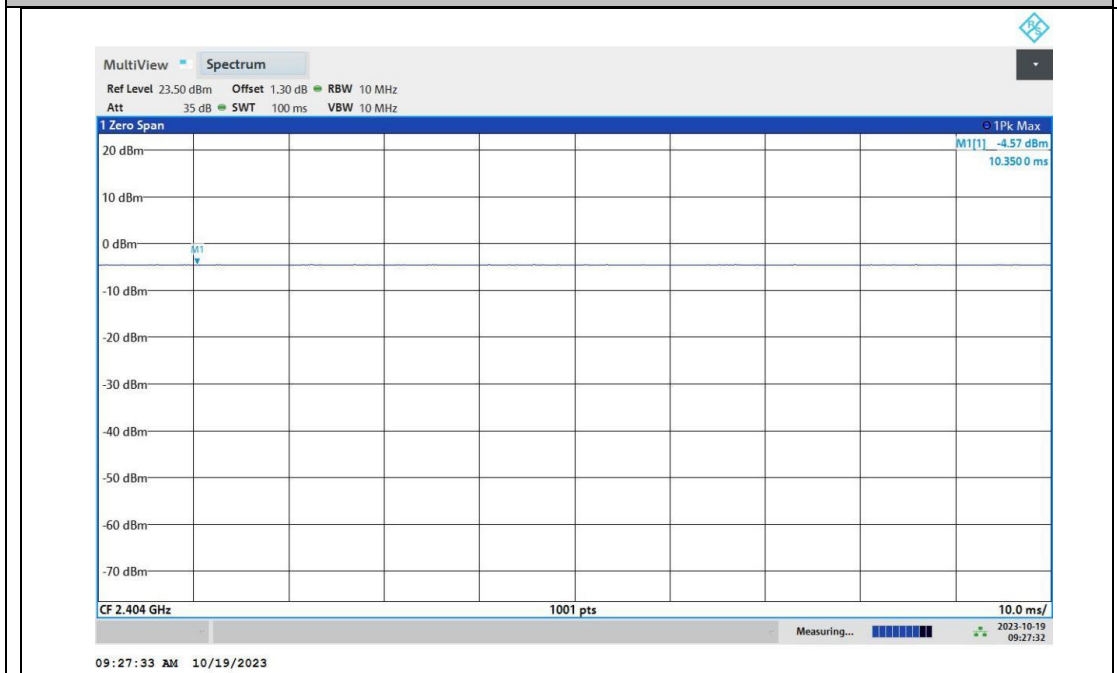 R&S
MultiView Spectrum
Ref Level 23.50 dBm Offset 1.30 dB RBW 10 MHz
Att 35 dB SWT 100 ms VBW 10 MHz
1 Zero Span 1Pk Max
M1[1] -4.57 dBm
10.350 0 ms
20 dBm
10 dBm
0 dBm
M1
-10 dBm
-20 dBm
-30 dBm
-40 dBm
-50 dBm
-60 dBm
-70 dBm
CF 2.404 GHz 1001 pts 10.0 ms/
Measuring... 2023-10-19
09:27:32
09:27:33 AM 10/19/2023